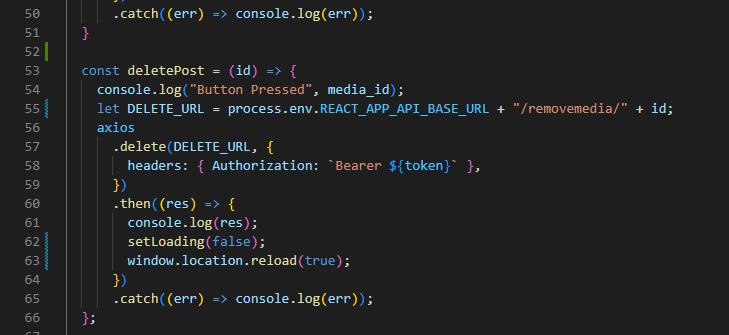 50 .catch((err) => console.log(err));
51 }
52
53 const deletePost = (id) => {
54 console.log("Button Pressed", media_id);
55 let DELETE_URL = process.env.REACT_APP_API_BASE_URL + "/removemedia/" + id;
56 axios
57 .delete(DELETE_URL, {
58 headers: { Authorization: `Bearer ${token}` },
59 })
60 .then((res) => {
61 console.log(res);
62 setLoading(false);
63 window.location.reload(true);
64 })
65 .catch((err) => console.log(err));
66 };